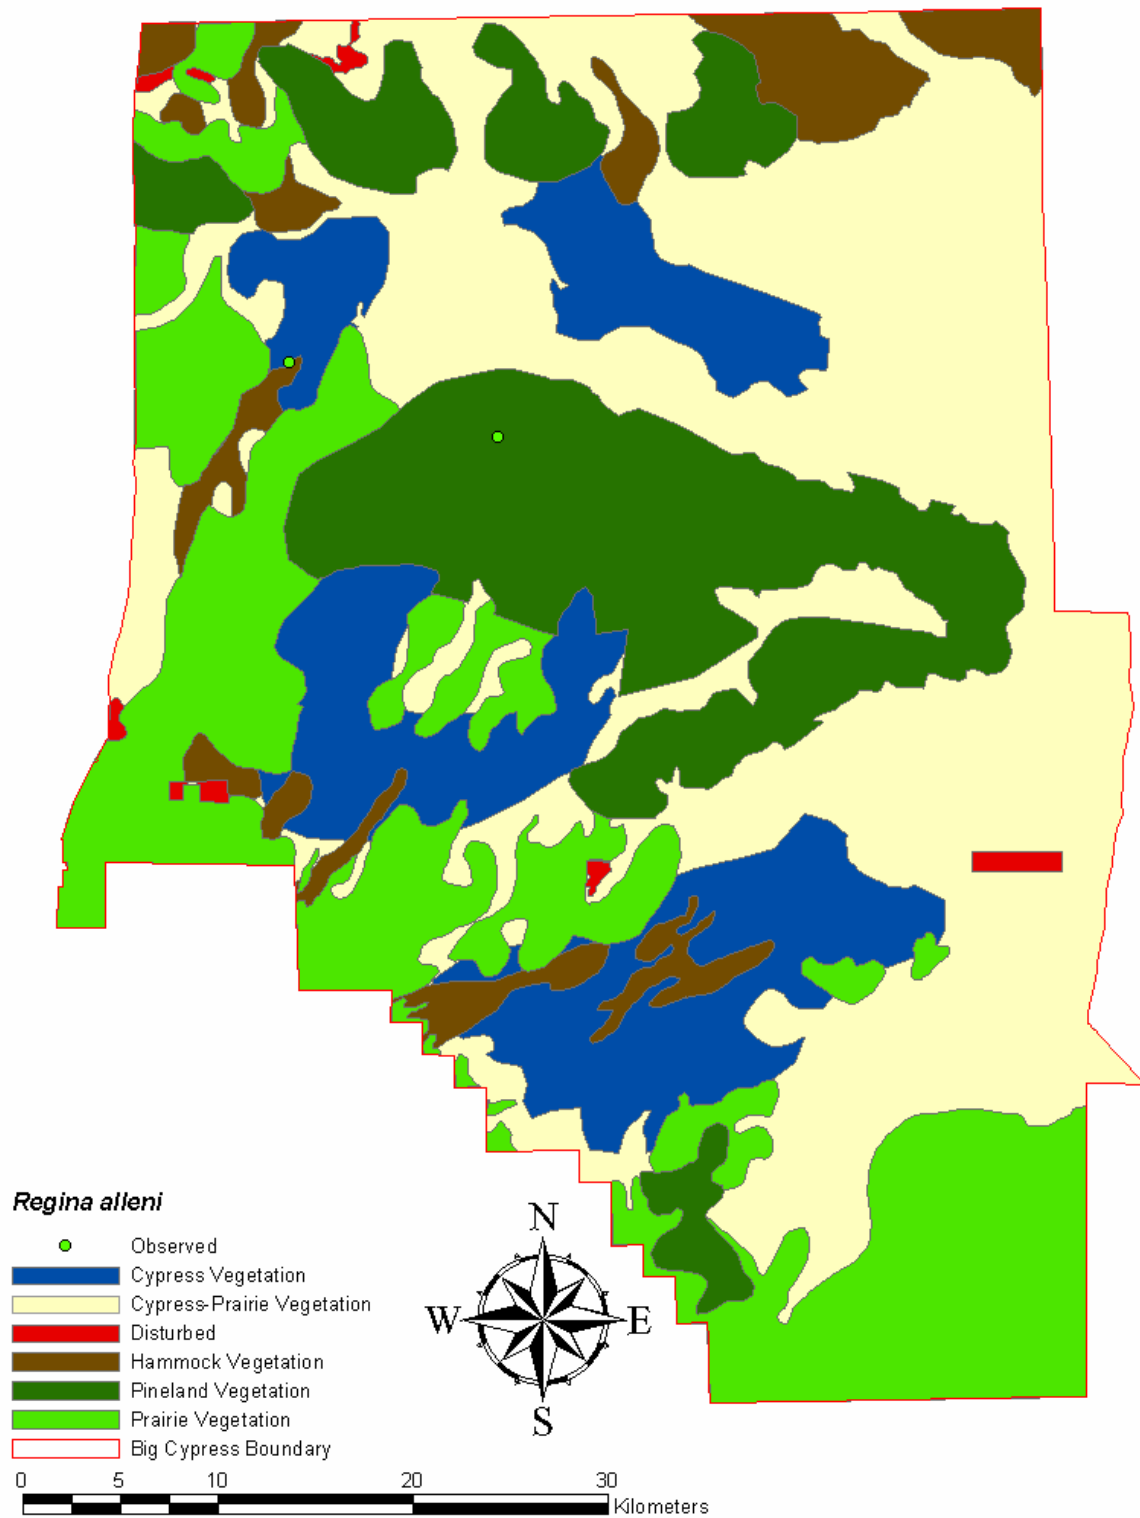 Regina alleni
Observed
Cypress Vegetation
Cypress-Prairie Vegetation
Disturbed
Hammock Vegetation
Pineland Vegetation
Prairie Vegetation
Big Cypress Boundary
N
W E
S
0 5 10 20 30
Kilometers